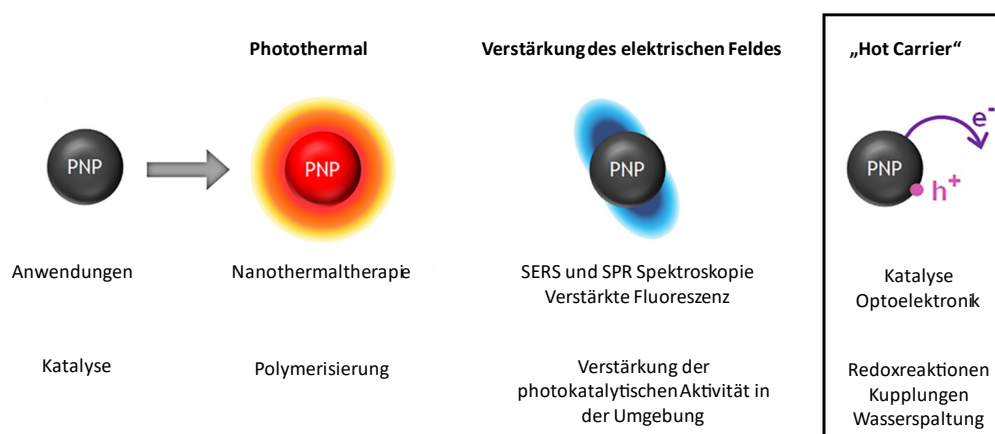 Photothermal
Verstärkung des elektrischen Feldes
„Hot Carrier“
PNP
PNP
PNP
PNP
e⁻
h⁺
Anwendungen
Nanothermaltherapie
SERS und SPR Spektroskopie
Verstärkte Fluoreszenz
Katalyse
Optoelektronik
Katalyse
Polymerisierung
Verstärkung der
photokatalytischen Aktivität in
der Umgebung
Redoxreaktionen
Kupplungen
Wasserspaltung